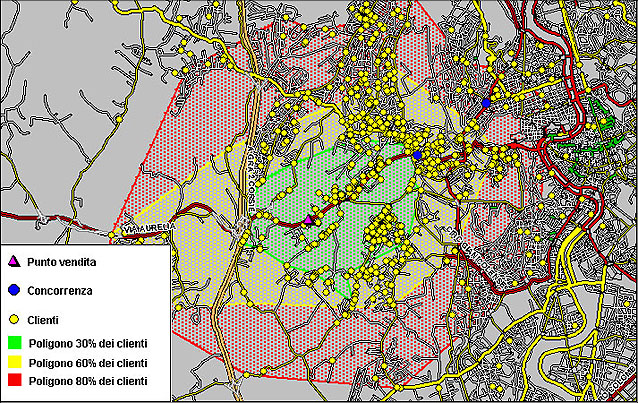 VIA AURELIA
Punto vendita
Concorrenza
Clienti
Poligono 30% dei clienti
Poligono 60% dei clienti
Poligono 80% dei clienti